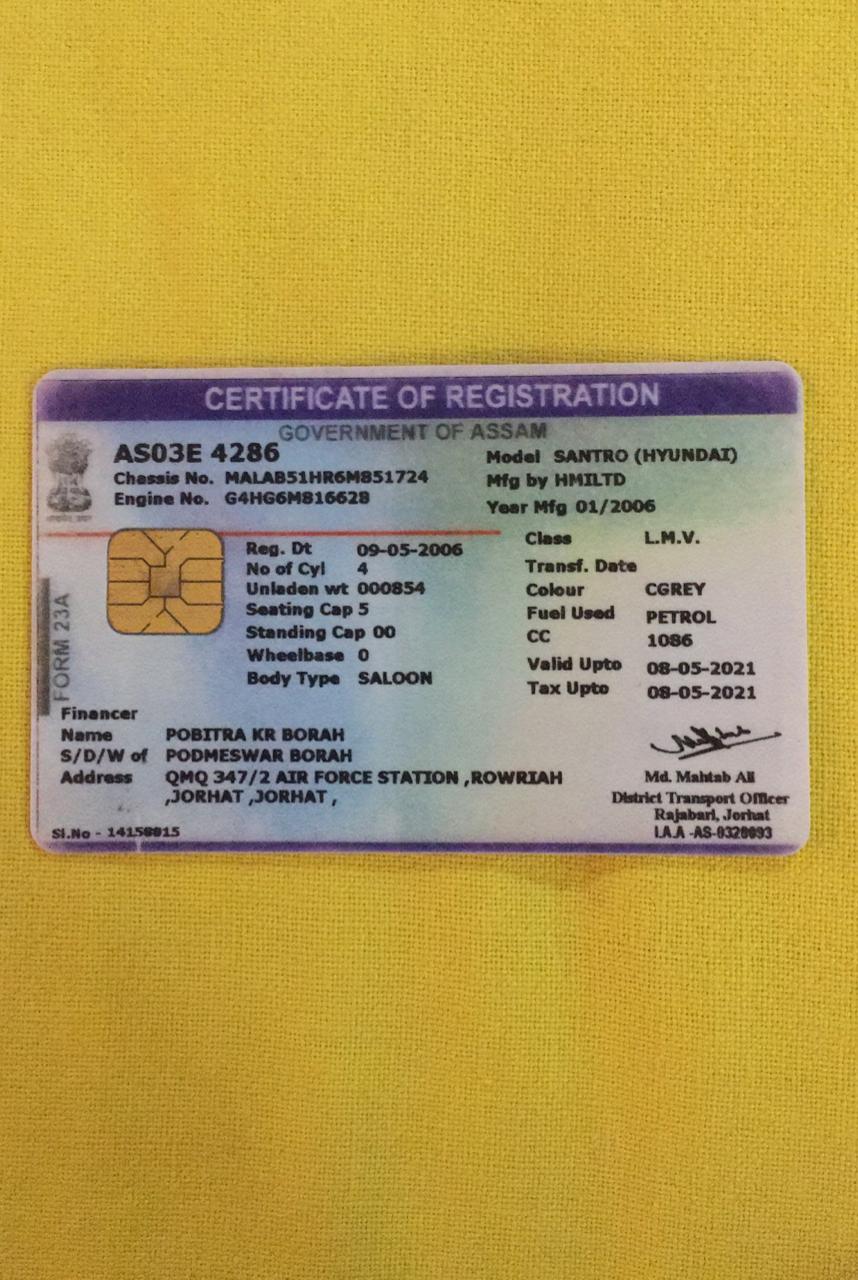 CERTIFICATE OF REGISTRATION
GOVERNMENT OF ASSAM
AS03E 4286
Chassis No. MALAB51HR6M851724
Engine No. G4HG6M816628
Model SANTRO (HYUNDAI)
Mfg by HMILTD
Year Mfg 01/2006
Reg. Dt 09-05-2006
No of Cyl 4
Unladen wt 000854
Seating Cap 5
Standing Cap 00
Wheelbase 0
Body Type SALOON
Class L.M.V.
Transf. Date
Colour CGREY
Fuel Used PETROL
CC 1086
Valid Upto 08-05-2021
Tax Upto 08-05-2021
FORM 23A
Financer
Name POBITRA KR BORAH
S/D/W of PODMESWAR BORAH
Address QMQ 347/2 AIR FORCE STATION ,ROWRIAH
,JORHAT ,JORHAT ,
Sl.No -
Md. Mahtab Ali
District Transport Officer
Rajabari, Jorhat